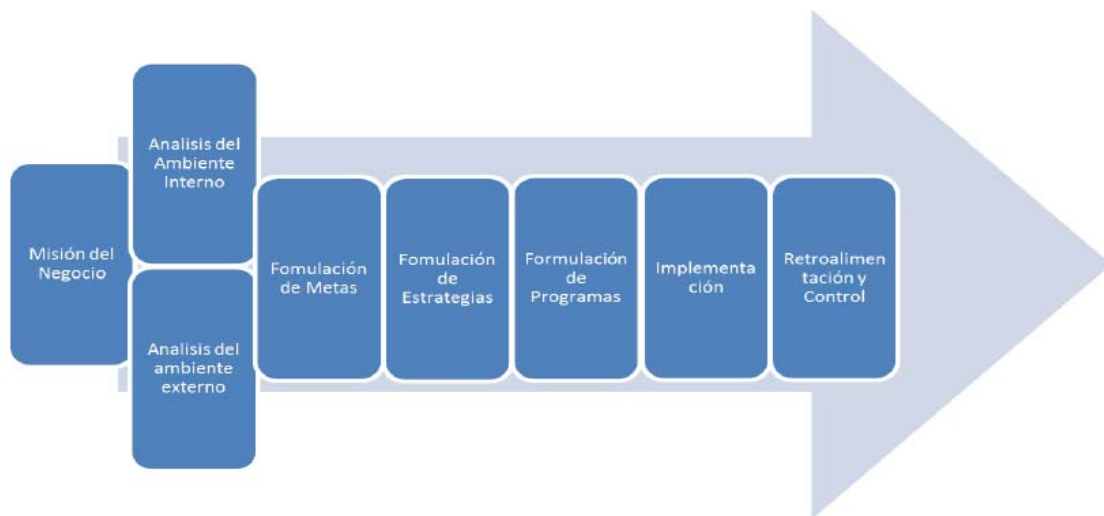 Misión del
Negocio
Analisis del
Ambiente
Interno
Analisis del
ambiente
externo
Fomulación
de Metas
Fomulación
de
Estrategias
Formulación
de
Programas
Implementa
ción
Retroalimen
tación y
Control